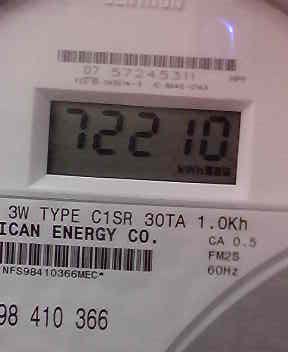 07 57245311
72210
kWh
3W TYPE C1SR 30TA 1.0Kh
ICAN ENERGY CO.
CA 0.5
FM2S
60Hz
NFS98410366MEC*
98 410 366